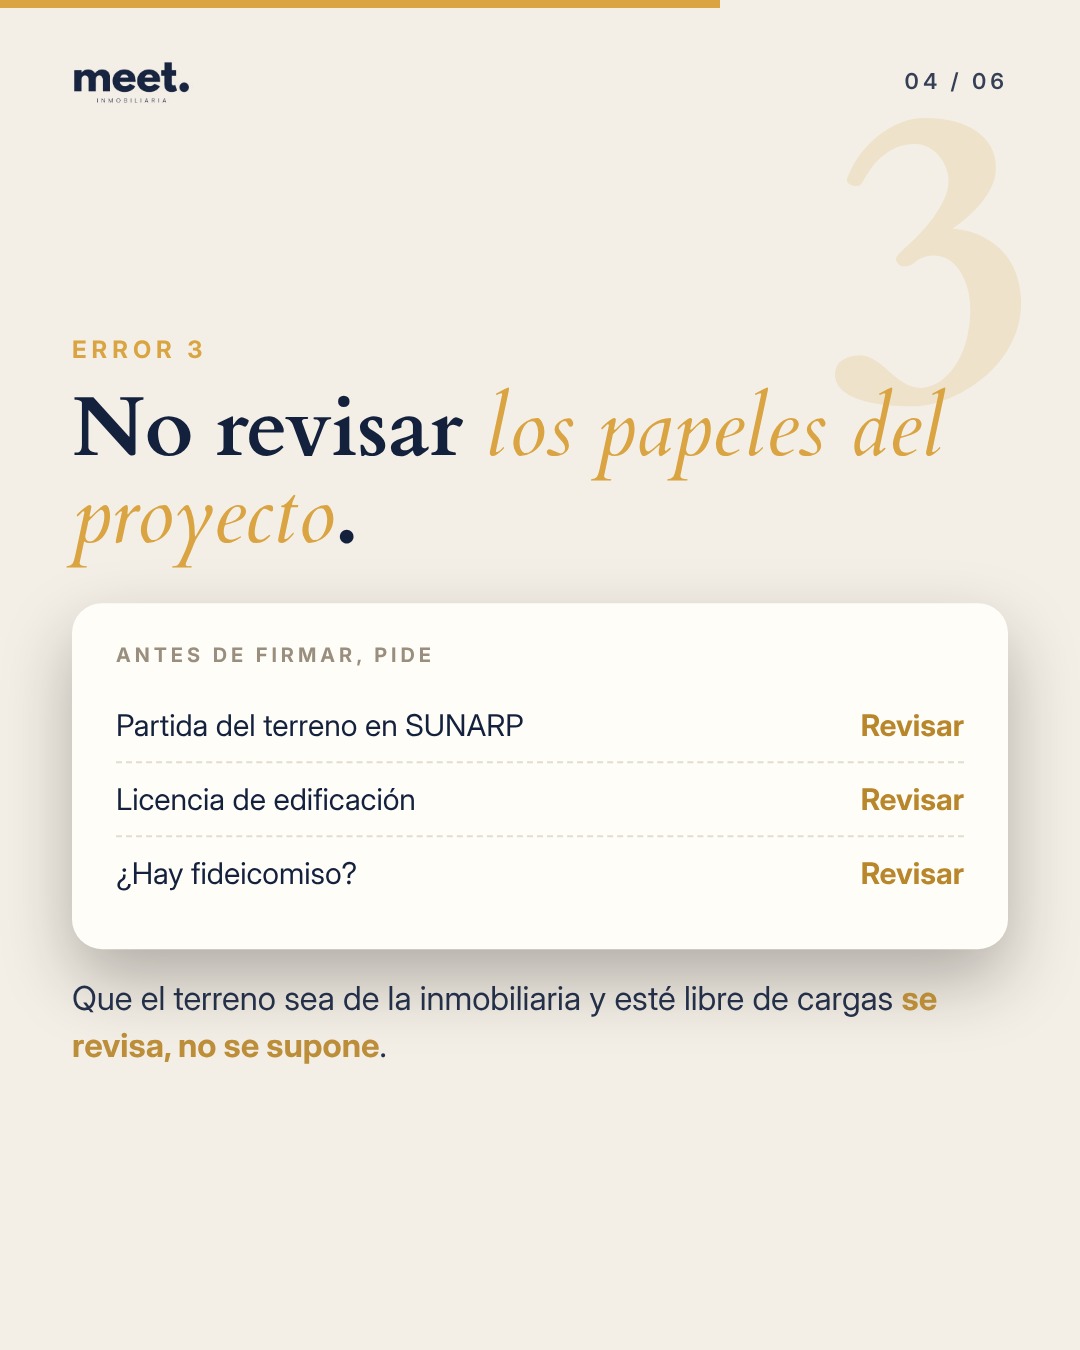 meet.
INMOBILIARIA
04 / 06
3
ERROR 3
No revisar los papeles del
proyecto.
ANTES DE FIRMAR, PIDE
Partida del terreno en SUNARP Revisar
Licencia de edificación Revisar
¿Hay fideicomiso? Revisar
Que el terreno sea de la inmobiliaria y esté libre de cargas se
revisa, no se supone.